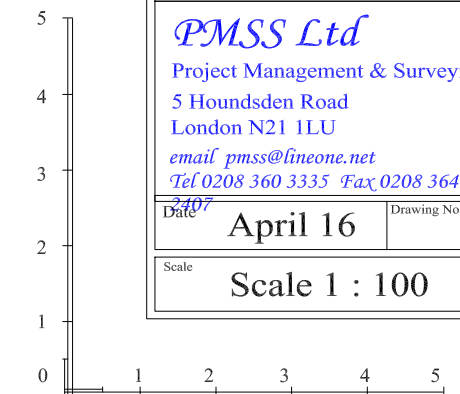 PMSS Ltd
Project Management & Survey
5 Houndsden Road
London N21 1LU
email pmss@lineone.net
Tel 0208 360 3335 Fax 0208 364
2407
Date
April 16
Drawing No
Scale
Scale 1 : 100
5
4
3
2
1
0 1 2 3 4 5